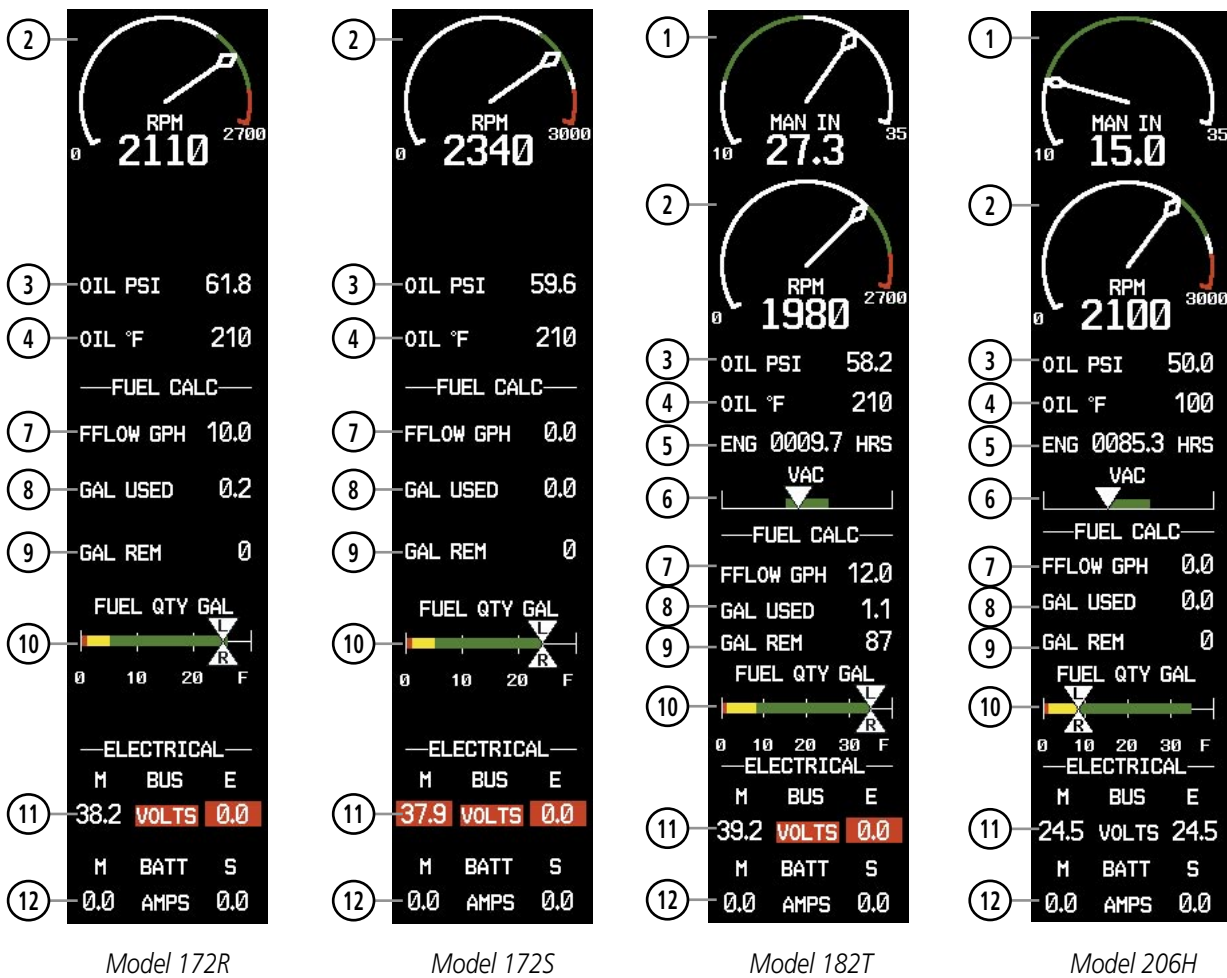 2
RPM
2110
0 2700
3 OIL PSI 61.8
4 OIL °F 210
FUEL CALC
7 FFLOW GPH 10.0
8 GAL USED 0.2
9 GAL REM 0
FUEL QTY GAL
L
10
R
0 10 20 F
ELECTRICAL
M BUS E
11 38.2 VOLTS 0.0
M BATT S
12 0.0 AMPS 0.0
Model 172R
2
RPM
2340
0 3000
3 OIL PSI 59.6
4 OIL °F 210
FUEL CALC
7 FFLOW GPH 0.0
8 GAL USED 0.0
9 GAL REM 0
FUEL QTY GAL
L
10
R
0 10 20 F
ELECTRICAL
M BUS E
11 37.9 VOLTS 0.0
M BATT S
12 0.0 AMPS 0.0
Model 172S
1
MAN IN
27.3
10 35
2
RPM
1980
0 2700
3 OIL PSI 58.2
4 OIL °F 210
5 ENG 0009.7 HRS
VAC
6
FUEL CALC
7 FFLOW GPH 12.0
8 GAL USED 1.1
9 GAL REM 87
FUEL QTY GAL
L
10
R
0 10 20 30 F
ELECTRICAL
M BUS E
11 39.2 VOLTS 0.0
M BATT S
12 0.0 AMPS 0.0
Model 182T
1
MAN IN
15.0
10 35
2
RPM
2100
0 3000
3 OIL PSI 50.0
4 OIL °F 100
5 ENG 0085.3 HRS
VAC
6
FUEL CALC
7 FFLOW GPH 0.0
8 GAL USED 0.0
9 GAL REM 0
FUEL QTY GAL
L
10
R
0 10 20 30 F
ELECTRICAL
M BUS E
11 24.5 VOLTS 24.5
M BATT S
12 0.0 AMPS 0.0
Model 206H